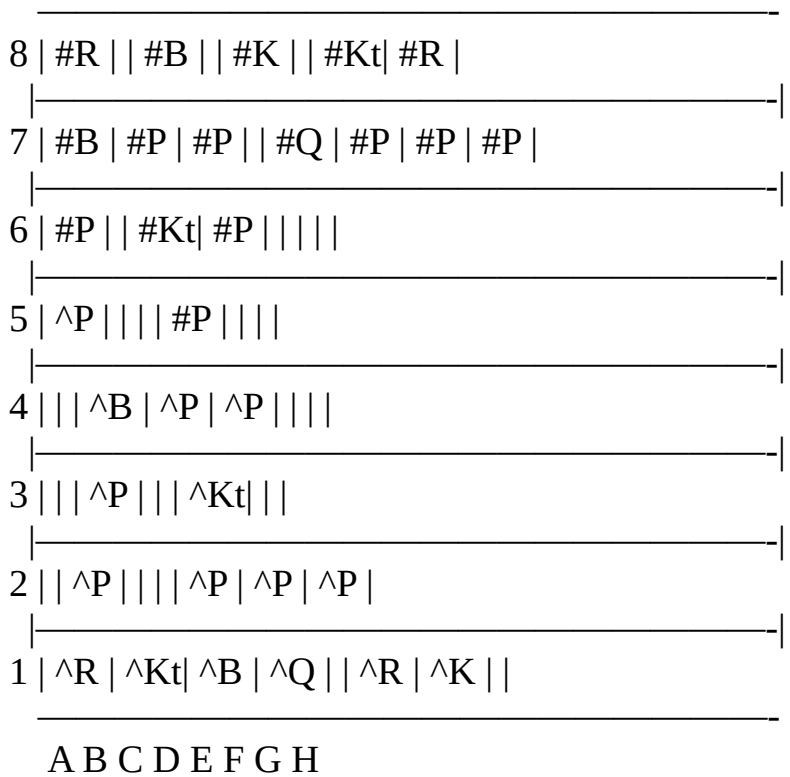 —————————————————————-
8 | #R | | #B | | #K | | #Kt| #R |
|—————————————————————-|
7 | #B | #P | #P | | #Q | #P | #P | #P |
|—————————————————————-|
6 | #P | | #Kt| #P | | | | |
|—————————————————————-|
5 | ^P | | | | #P | | | |
|—————————————————————-|
4 | | | ^B | ^P | ^P | | | |
|—————————————————————-|
3 | | | ^P | | | ^Kt| | |
|—————————————————————-|
2 | | ^P | | | | ^P | ^P | ^P |
|—————————————————————-|
1 | ^R | ^Kt| ^B | ^Q | | ^R | ^K | |
—————————————————————-
A B C D E F G H